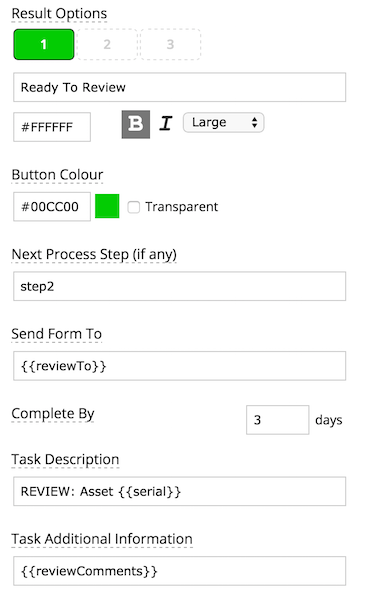 Result Options
1 2 3
Ready To Review
#FFFFFF B I Large
Button Colour
#00CC00 Transparent
Next Process Step (if any)
step2
Send Form To
{{reviewTo}}
Complete By 3 days
Task Description
REVIEW: Asset {{serial}}
Task Additional Information
{{reviewComments}}